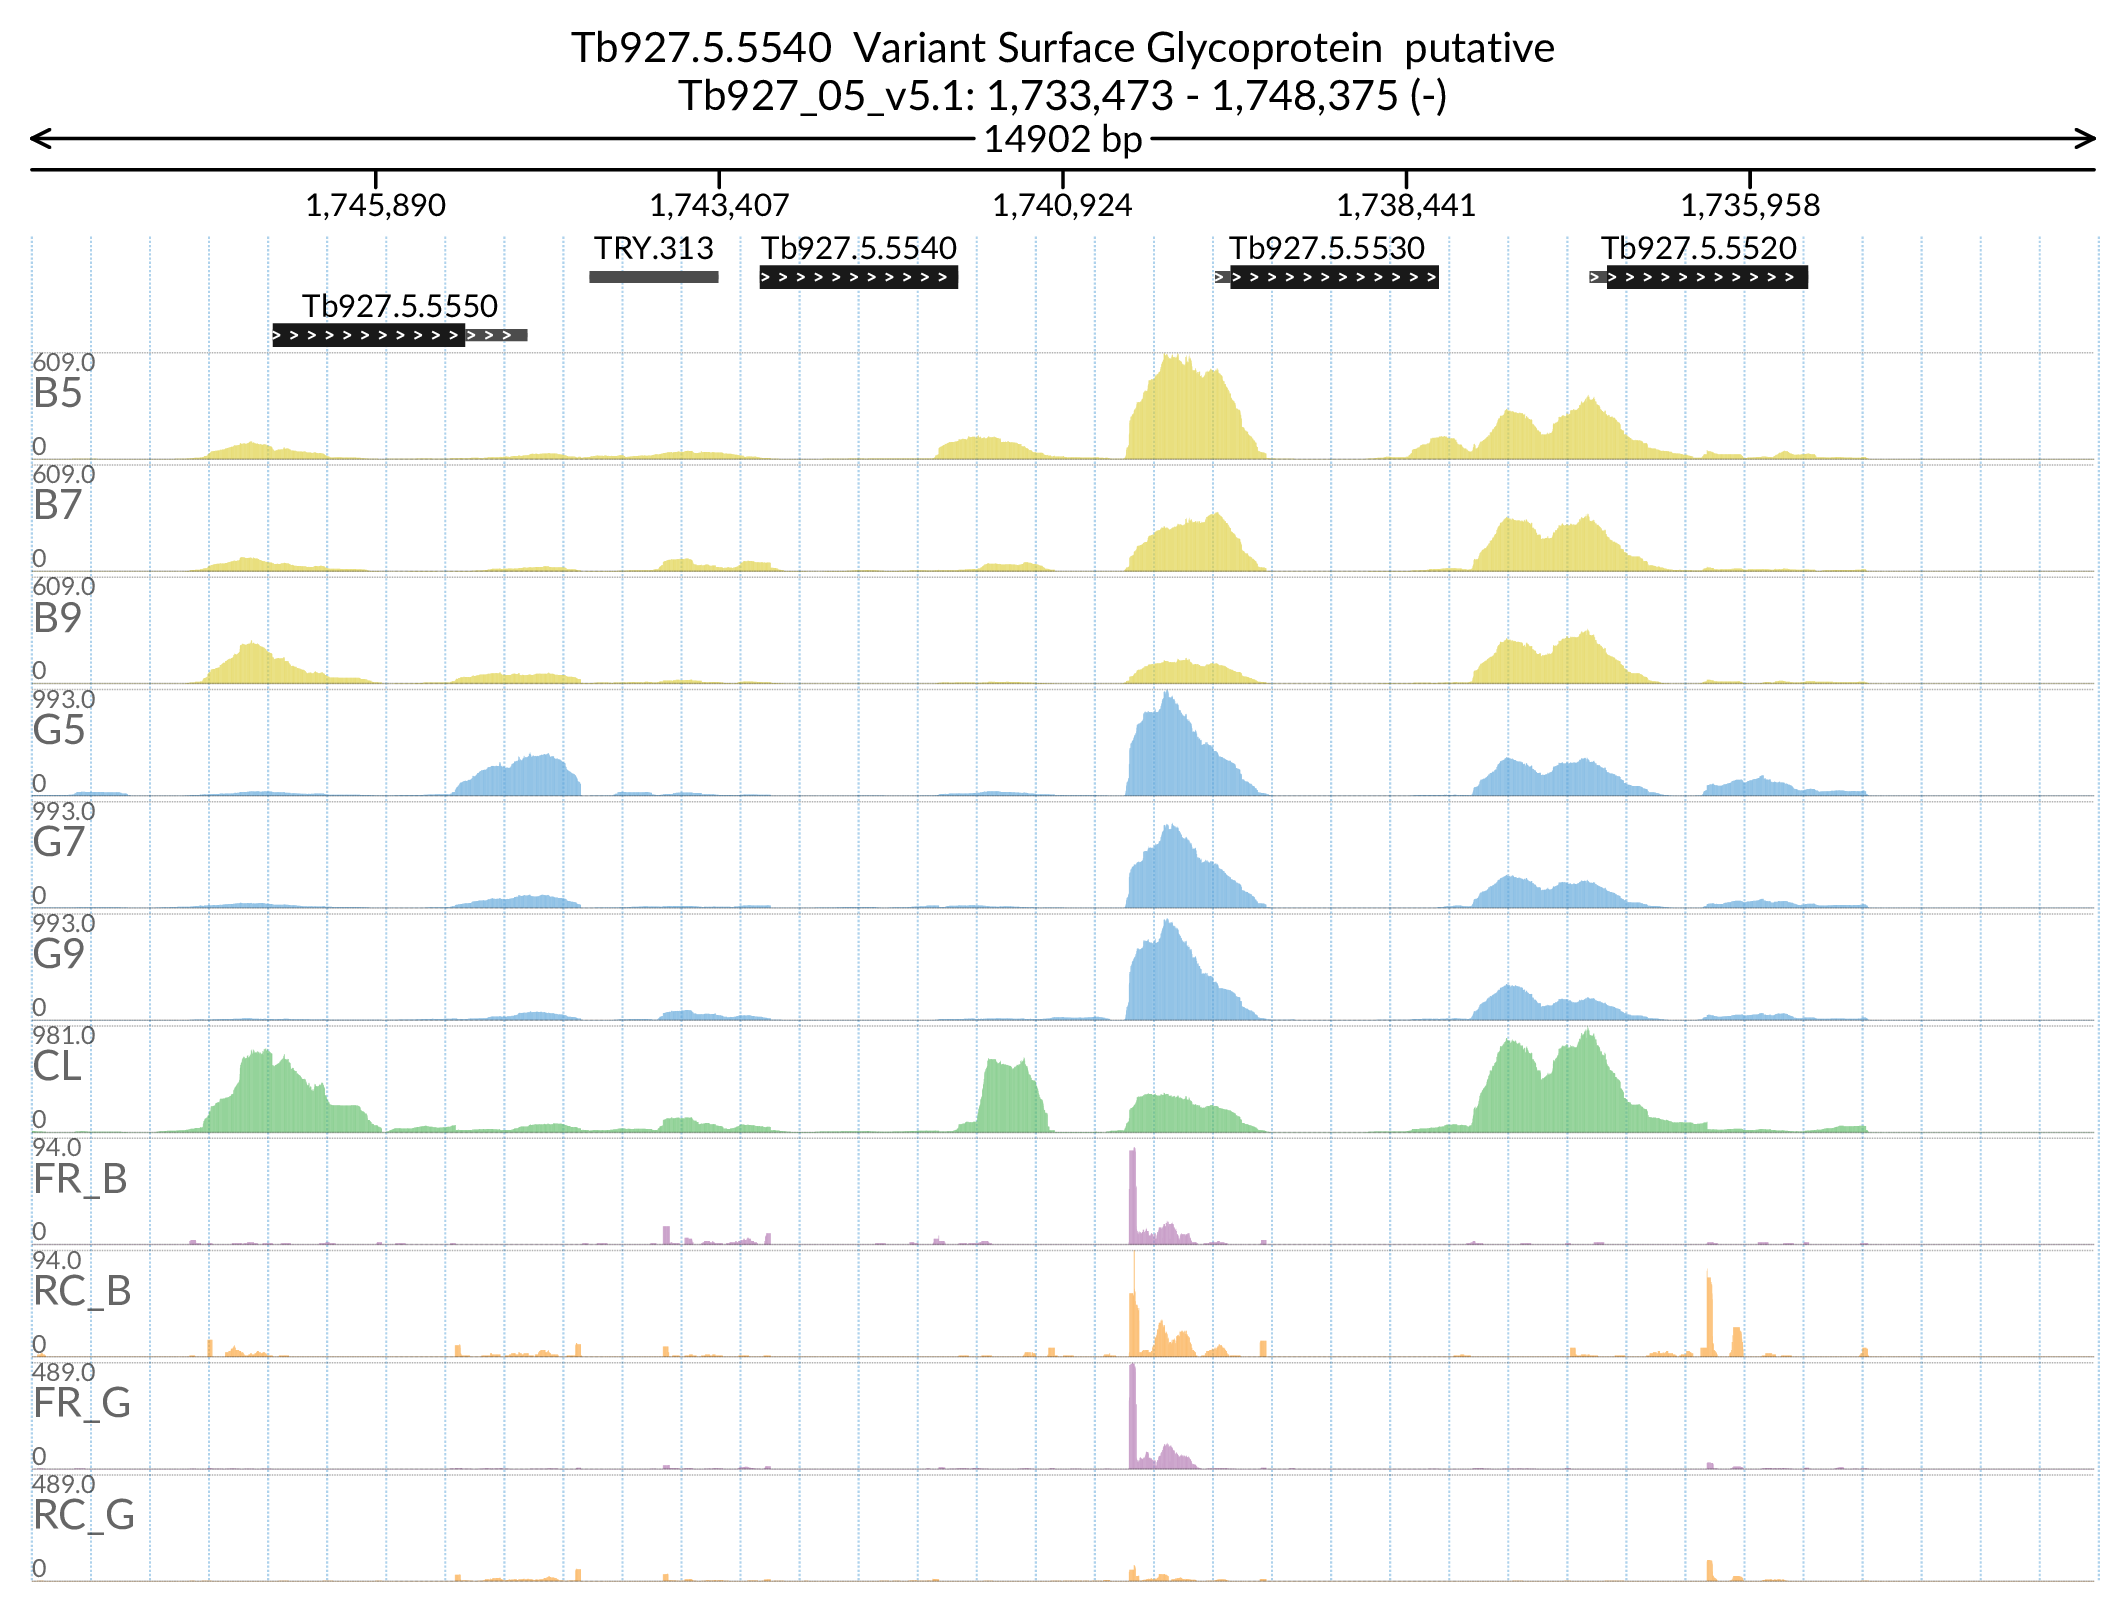 Tb927.5.5540  Variant Surface Glycoprotein  putative
Tb927_05_v5.1: 1,733,473 - 1,748,375 (-)
14902 bp
1,745,890 1,743,407 1,740,924 1,738,441 1,735,958
TRY.313 Tb927.5.5540 Tb927.5.5530 Tb927.5.5520
Tb927.5.5550
609.0
B5
0
609.0
B7
0
609.0
B9
0
993.0
G5
0
993.0
G7
0
993.0
G9
0
981.0
CL
0
94.0
FR_B
0
94.0
RC_B
0
489.0
FR_G
0
489.0
RC_G
0